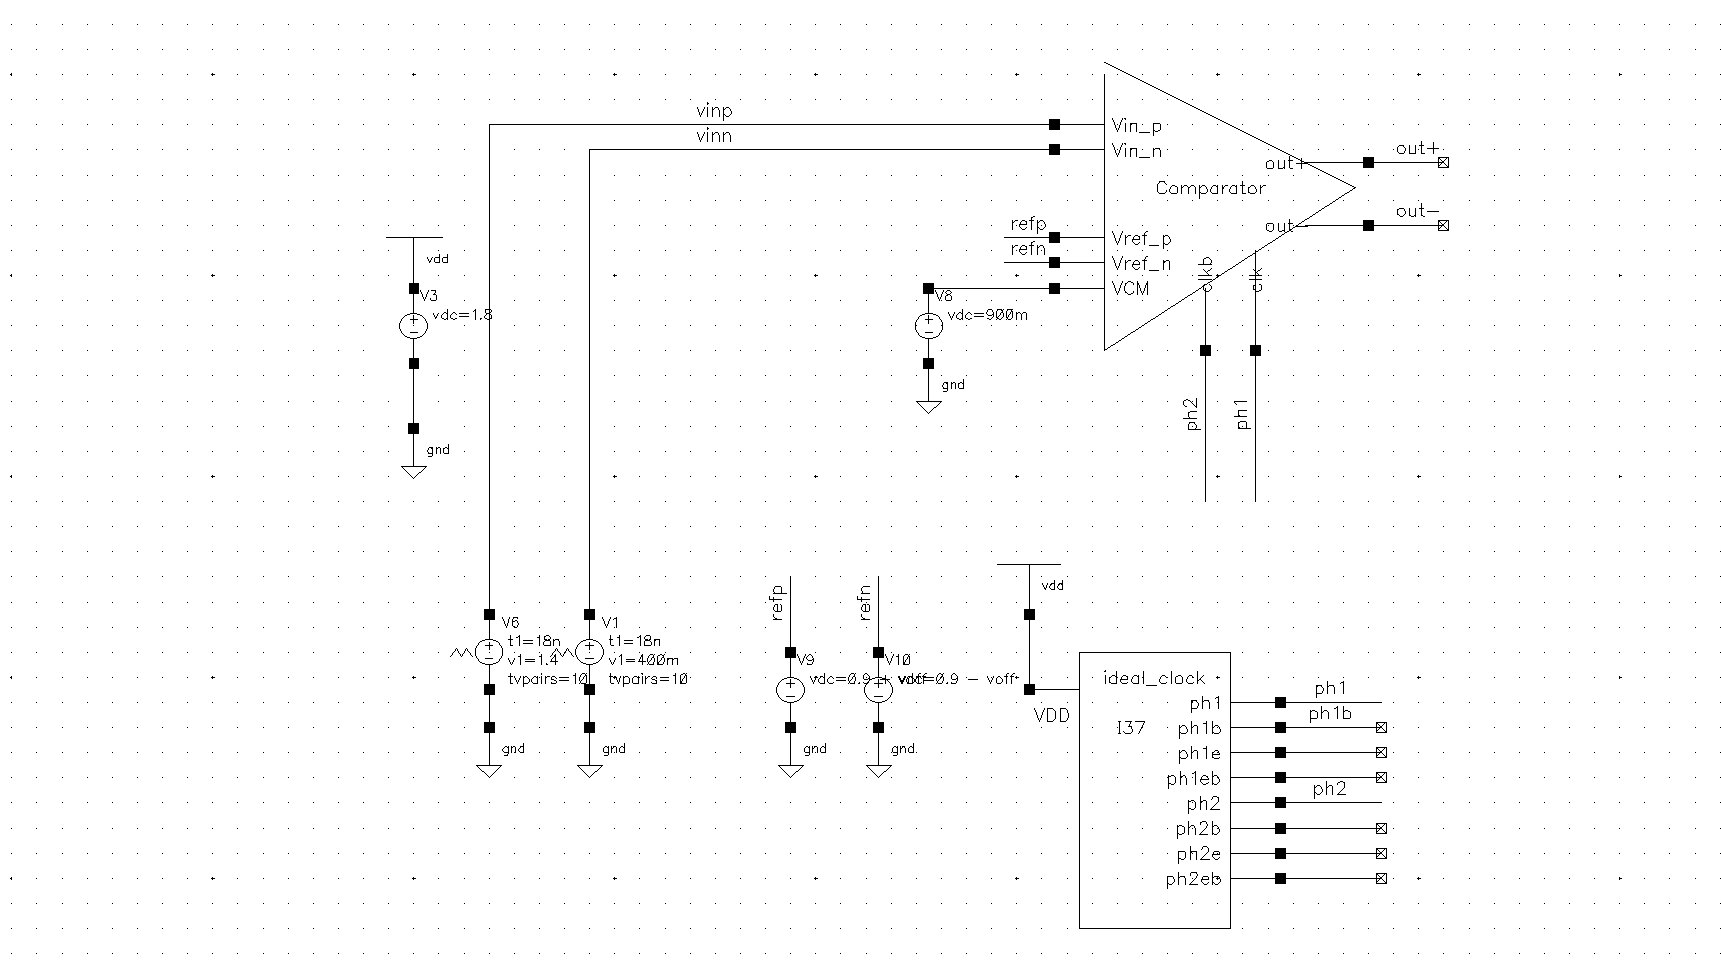 vinp
vinn
Vin_p
Vin_n
out+
out+
Comparator
out-
out-
refp
refn
Vref_p
Vref_n
VCM
clkb
clk
vdd
V3
vdc=1.8
gnd
V8
vdc=900m
gnd
ph2
ph1
V6
t1=18n
v1=1.4
tvpairs=10
gnd
V1
t1=18n
v1=400m
tvpairs=10
gnd
refp
V9
vdc=0.9 + voff
gnd
refn
V10
vdc=0.9 - voff
gnd
vdd
VDD
ideal_clock
I37
ph1
ph1b
ph1e
ph1eb
ph2
ph2b
ph2e
ph2eb
ph1
ph1b
ph2